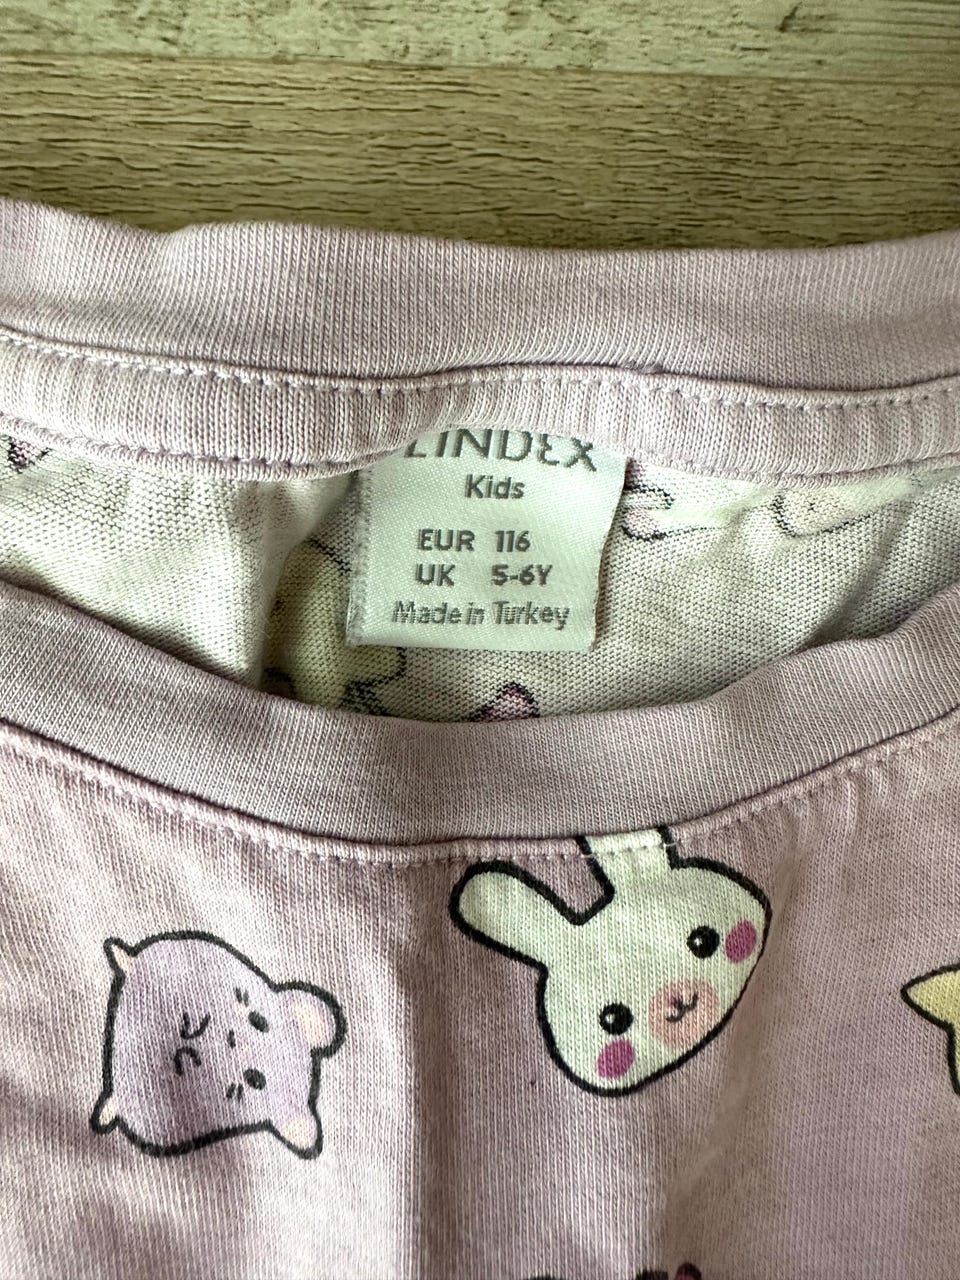 LINDEX
Kids
EUR 116
UK 5-6Y
Made in Turkey